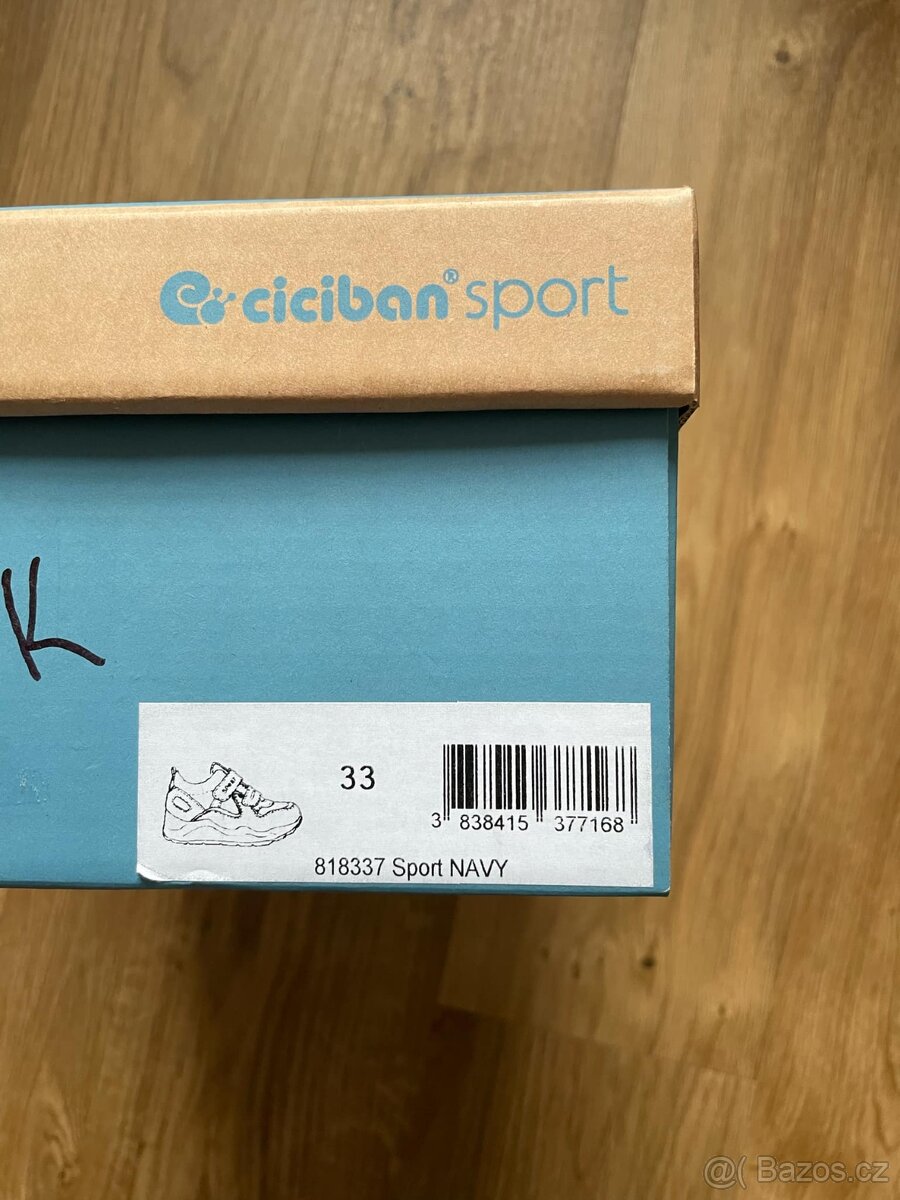 ciciban® sport
K
33
3 838415 377168
818337 Sport NAVY
@( Bazos.cz